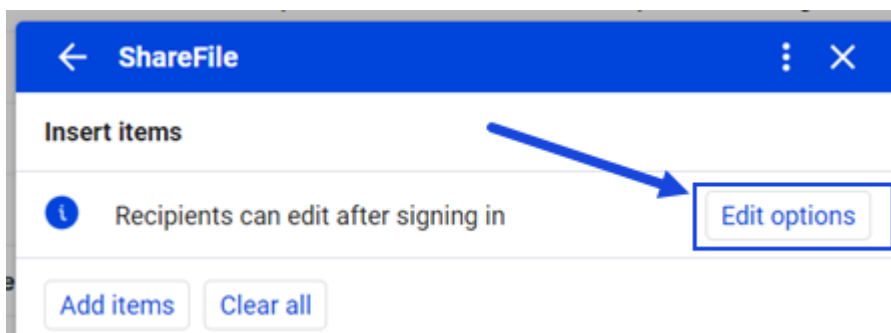 ShareFile
Insert items
Recipients can edit after signing in
Edit options
Add items Clear all